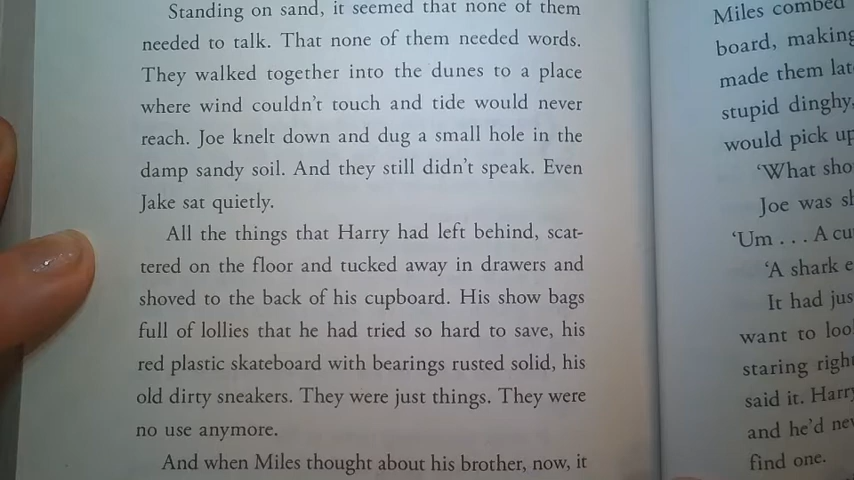 Standing on sand, it seemed that none of them
needed to talk. That none of them needed words.
They walked together into the dunes to a place
where wind couldn't touch and tide would never
reach. Joe knelt down and dug a small hole in the
damp sandy soil. And they still didn't speak. Even
Jake sat quietly.
All the things that Harry had left behind, scat-
tered on the floor and tucked away in drawers and
shoved to the back of his cupboard. His show bags
full of lollies that he had tried so hard to save, his
red plastic skateboard with bearings rusted solid, his
old dirty sneakers. They were just things. They were
no use anymore.
And when Miles thought about his brother, now, it
Miles combed
board, making
made them
stupid dinghy,
would pick up
'What
Joe was
'Um . . . A
'A shark
It had
want to
staring
said it. Harry
and he'd
find one.